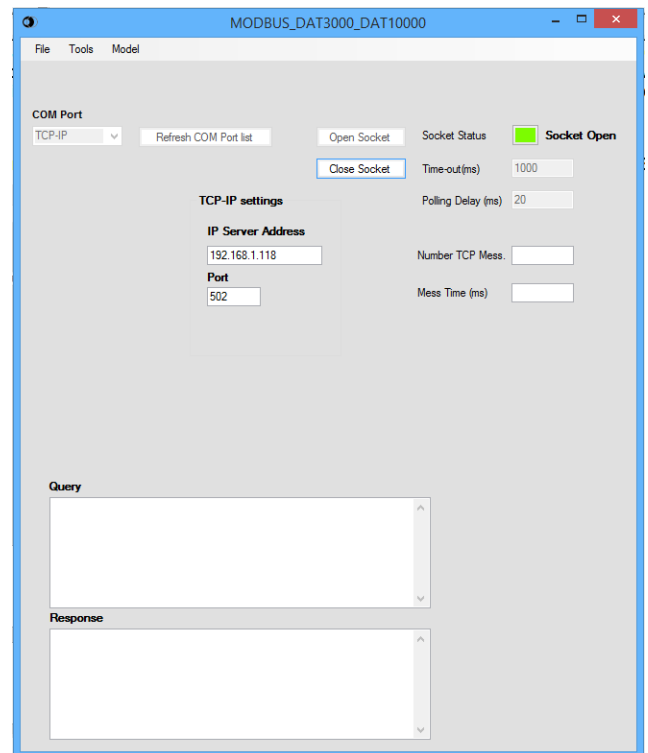 MODBUS_DAT3000_DAT10000
File Tools Model
COM Port
TCP-IP Refresh COM Port list Open Socket Socket Status Socket Open
Close Socket Time-out(ms) 1000
TCP-IP settings Polling Delay (ms) 20
IP Server Address
192.168.1.118 Number TCP Mess.
Port
502 Mess Time (ms)
Query
Response